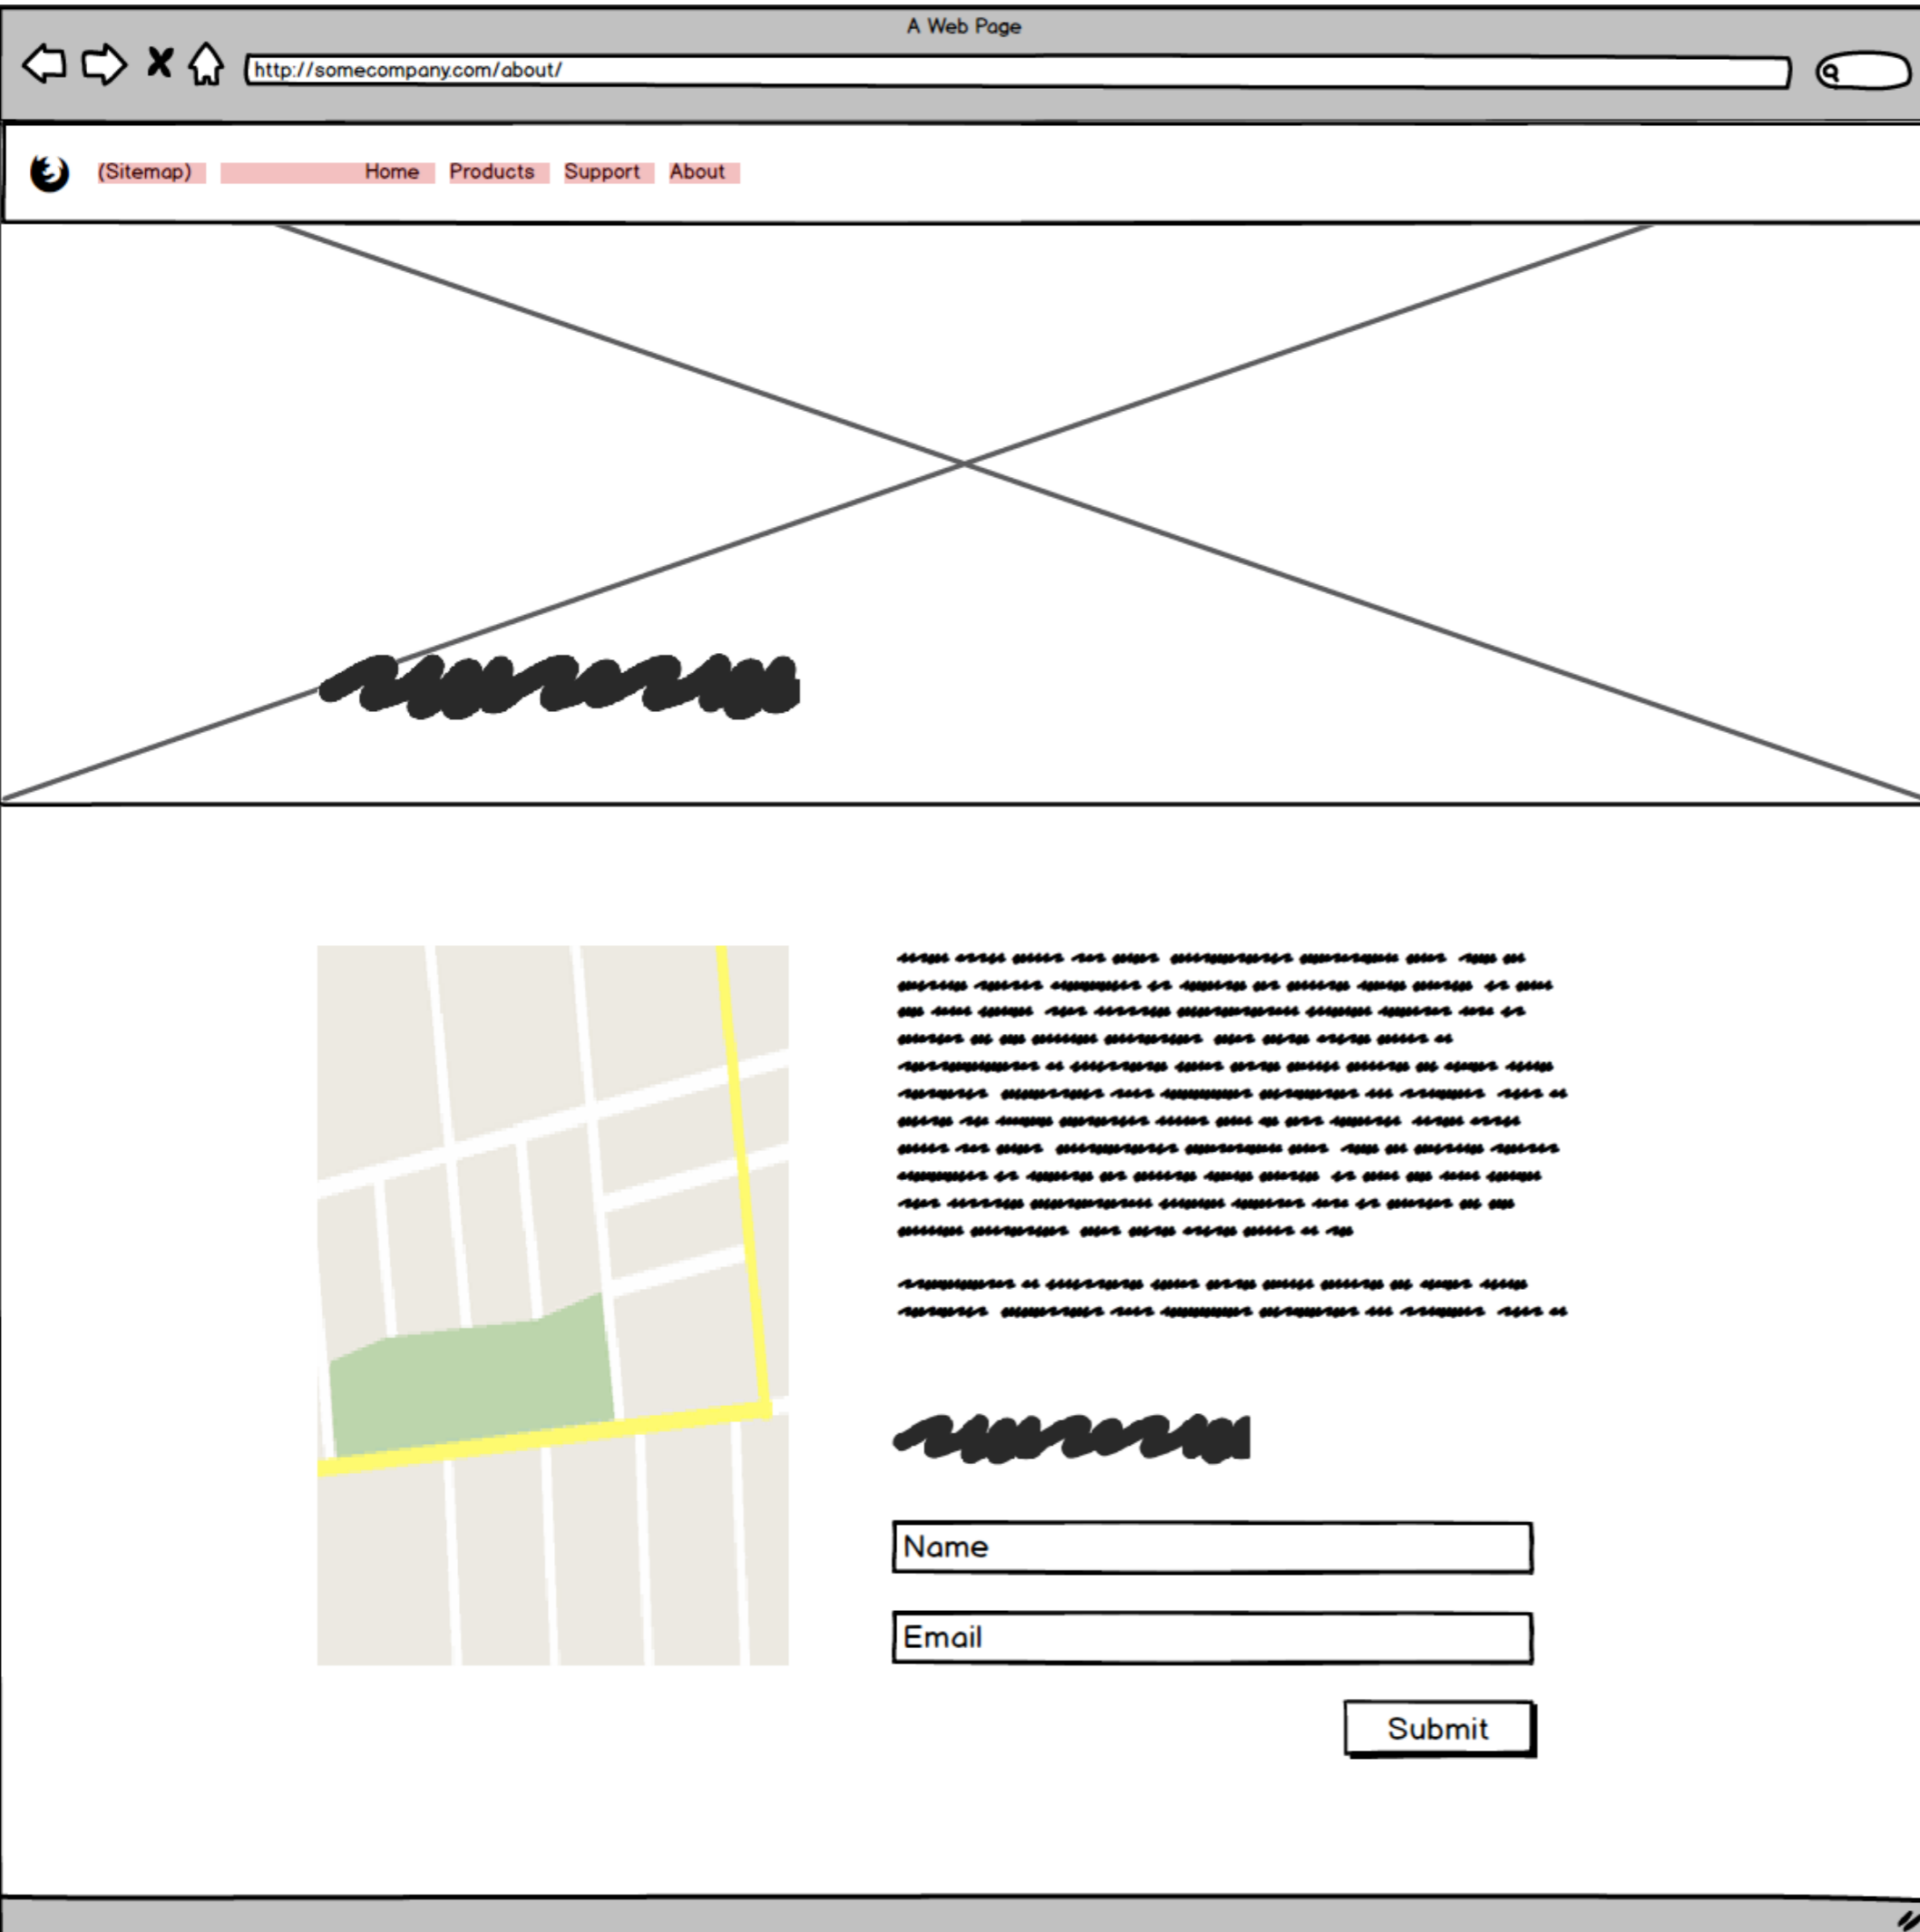 A Web Page
http://somecompany.com/about/
(Sitemap) Home Products Support About
Name
Email
Submit